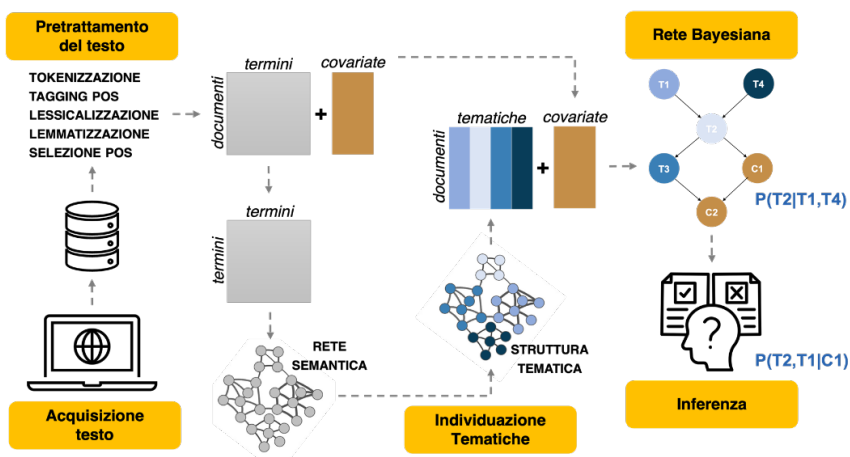 Pretrattamento
del testo
TOKENIZZAZIONE
TAGGING POS
LESSICALIZZAZIONE
LEMMATIZZAZIONE
SELEZIONE POS
Acquisizione
testo
termini
covariate
documenti
+
termini
termini
RETE
SEMANTICA
tematiche
covariate
documenti
+
STRUTTURA
TEMATICA
Individuazione
Tematiche
Rete Bayesiana
T1
T4
T2
T3
C1
C2
P(T2|T1,T4)
?
P(T2,T1|C1)
Inferenza